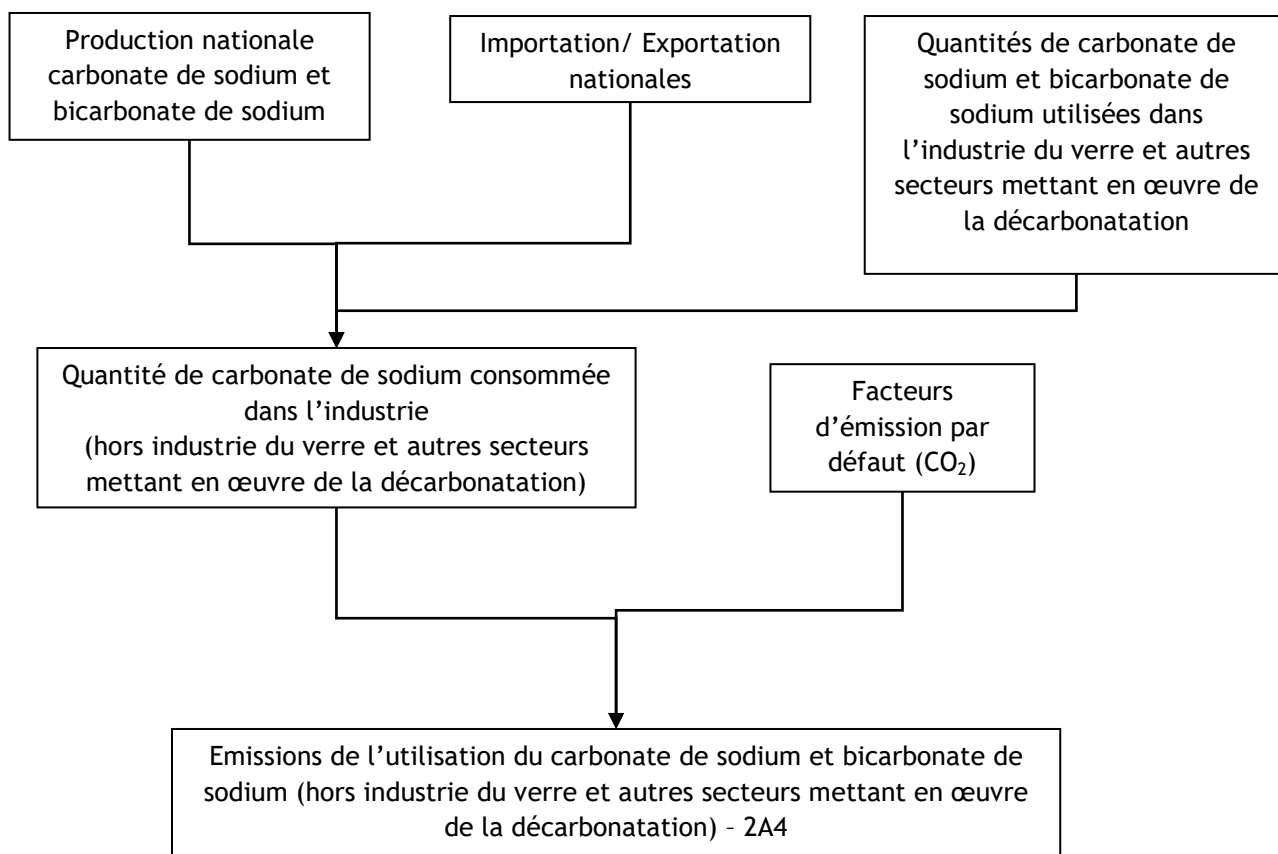 Production nationale
carbonate de sodium et
bicarbonate de sodium
Importation/ Exportation
nationales
Quantités de carbonate de
sodium et bicarbonate de
sodium utilisées dans
l’industrie du verre et autres
secteurs mettant en œuvre de
la décarbonatation
Quantité de carbonate de sodium consommée
dans l’industrie
(hors industrie du verre et autres secteurs
mettant en œuvre de la décarbonatation)
Facteurs
d’émission par
défaut (CO₂)
Emissions de l’utilisation du carbonate de sodium et bicarbonate de
sodium (hors industrie du verre et autres secteurs mettant en œuvre
de la décarbonatation) – 2A4